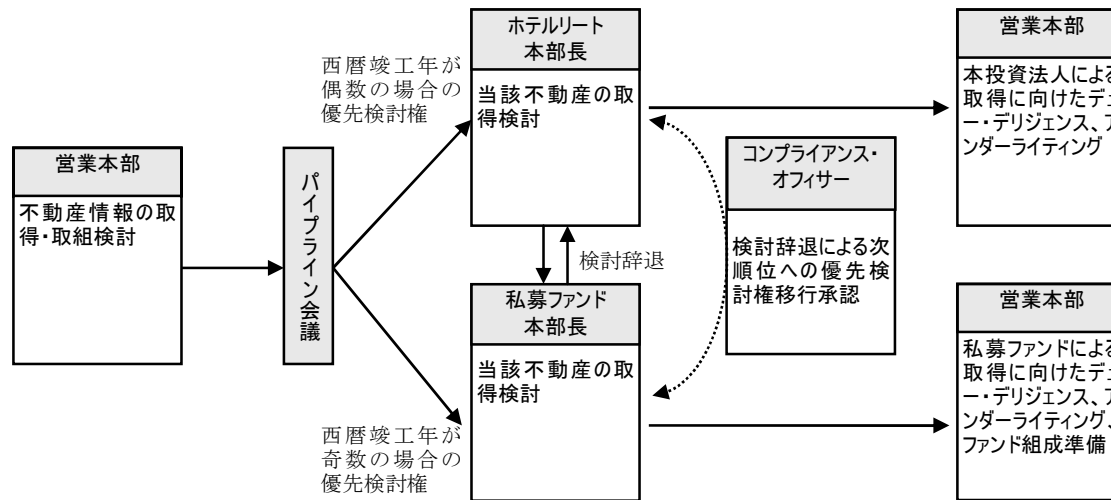 営業本部
不動産情報の取
得・取組検討
パイプライン会議
西暦竣工年が
偶数の場合の
優先検討権
西暦竣工年が
奇数の場合の
優先検討権
ホテルリート
本部長
当該不動産の取
得検討
検討辞退
私募ファンド
本部長
当該不動産の取
得検討
コンプライアンス・
オフィサー
検討辞退による次
順位への優先検
討権移行承認
営業本部
本投資法人による
取得に向けたデュ
ー・デリジェンス、ア
ンダーライティング
営業本部
私募ファンドによる
取得に向けたデュ
ー・デリジェンス、ア
ンダーライティング、
ファンド組成準備